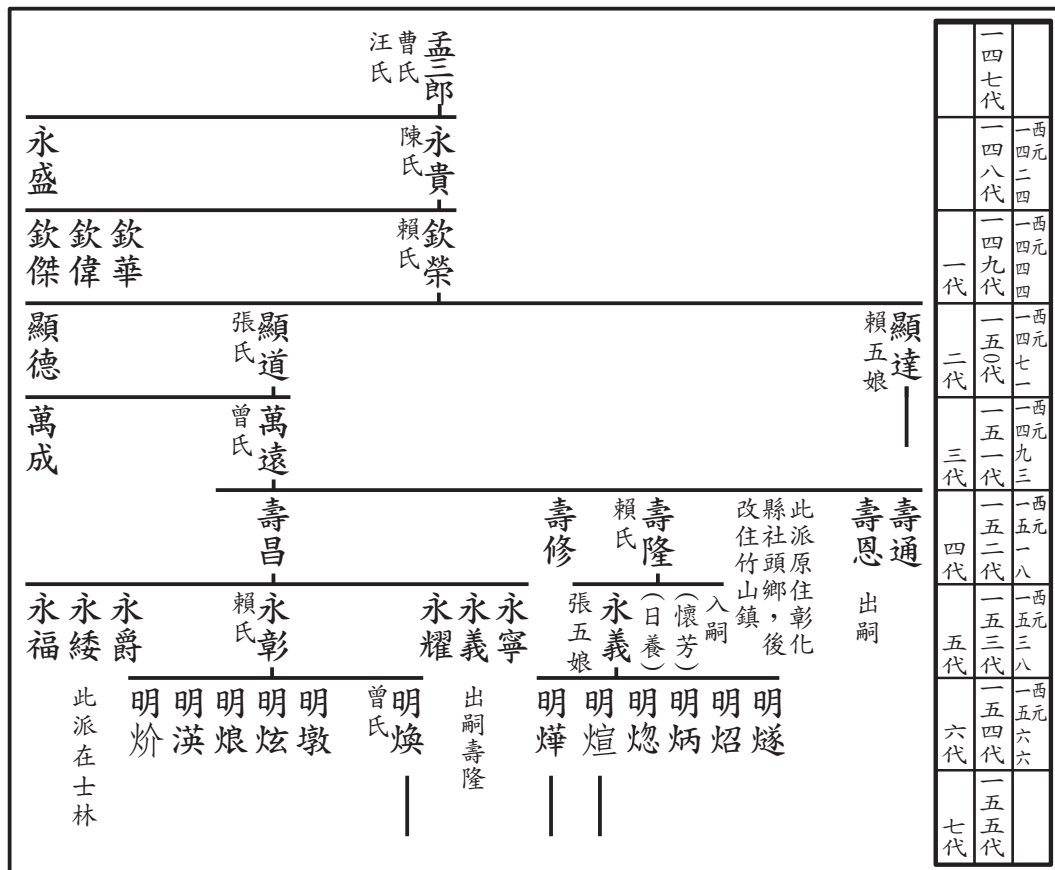 西元一四二四
西元一四四四
西元一四七一
西元一四九三
西元一五一八
西元一五三八
西元一五六六
一四七代
一四八代
一四九代
一五0代
一五一代
一五二代
一五三代
一五四代
一五五代
一代
二代
三代
四代
五代
六代
七代
孟三郎
曹氏
汪氏
永貴
陳氏
永盛
欽榮
賴氏
欽華
欽偉
欽傑
顯達
賴五娘
顯道
張氏
顯德
萬遠
曾氏
萬成
壽通
壽恩
出嗣
此派原住彰化
縣社頭鄉，後
改住竹山鎮
壽隆
賴氏
壽修
壽昌
入嗣
(懷芳)
(日養)
永義
張五娘
永寧
永義
出嗣壽隆
永耀
永彰
賴氏
永爵
永緌
此派在士林
永福
明燧
明炤
明炳
明焧
明煊
明燁
明煥
曾氏
明墩
明炫
明烺
明渶
明炌